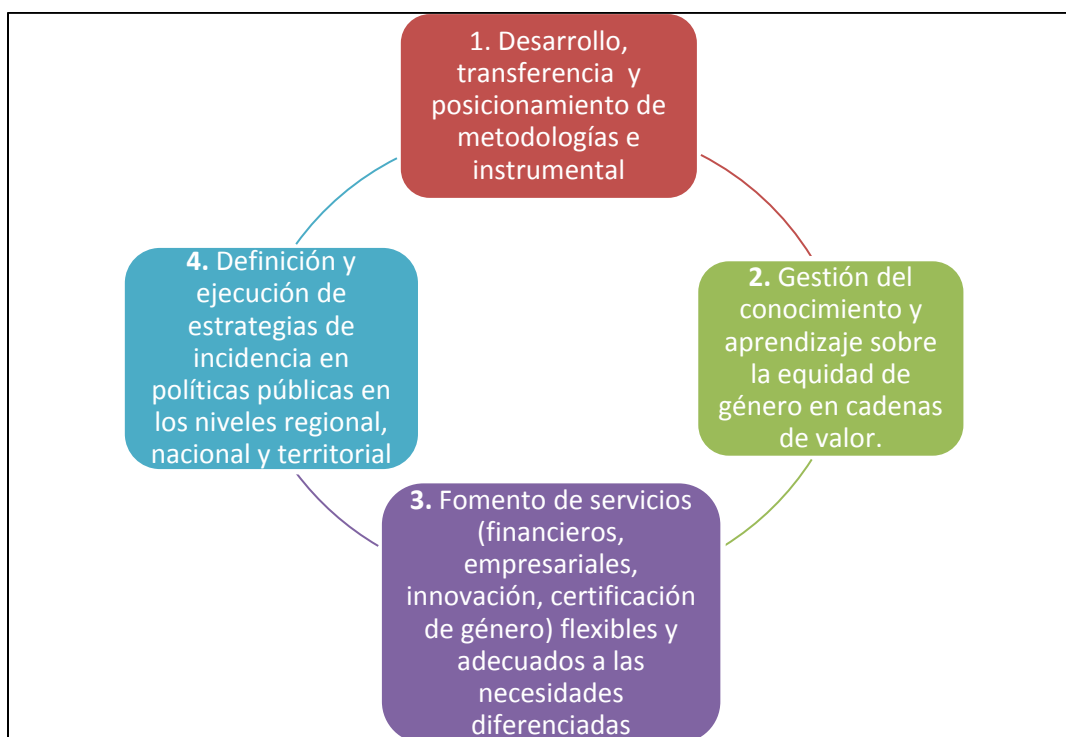 1. Desarrollo,
transferencia y
posicionamiento de
metodologías e
instrumental
2. Gestión del
conocimiento y
aprendizaje sobre
la equidad de
género en cadenas
de valor.
3. Fomento de servicios
(financieros,
empresariales,
innovación, certificación
de género) flexibles y
adecuados a las
necesidades
diferenciadas
4. Definición y
ejecución de
estrategias de
incidencia en
políticas públicas en
los niveles regional,
nacional y territorial